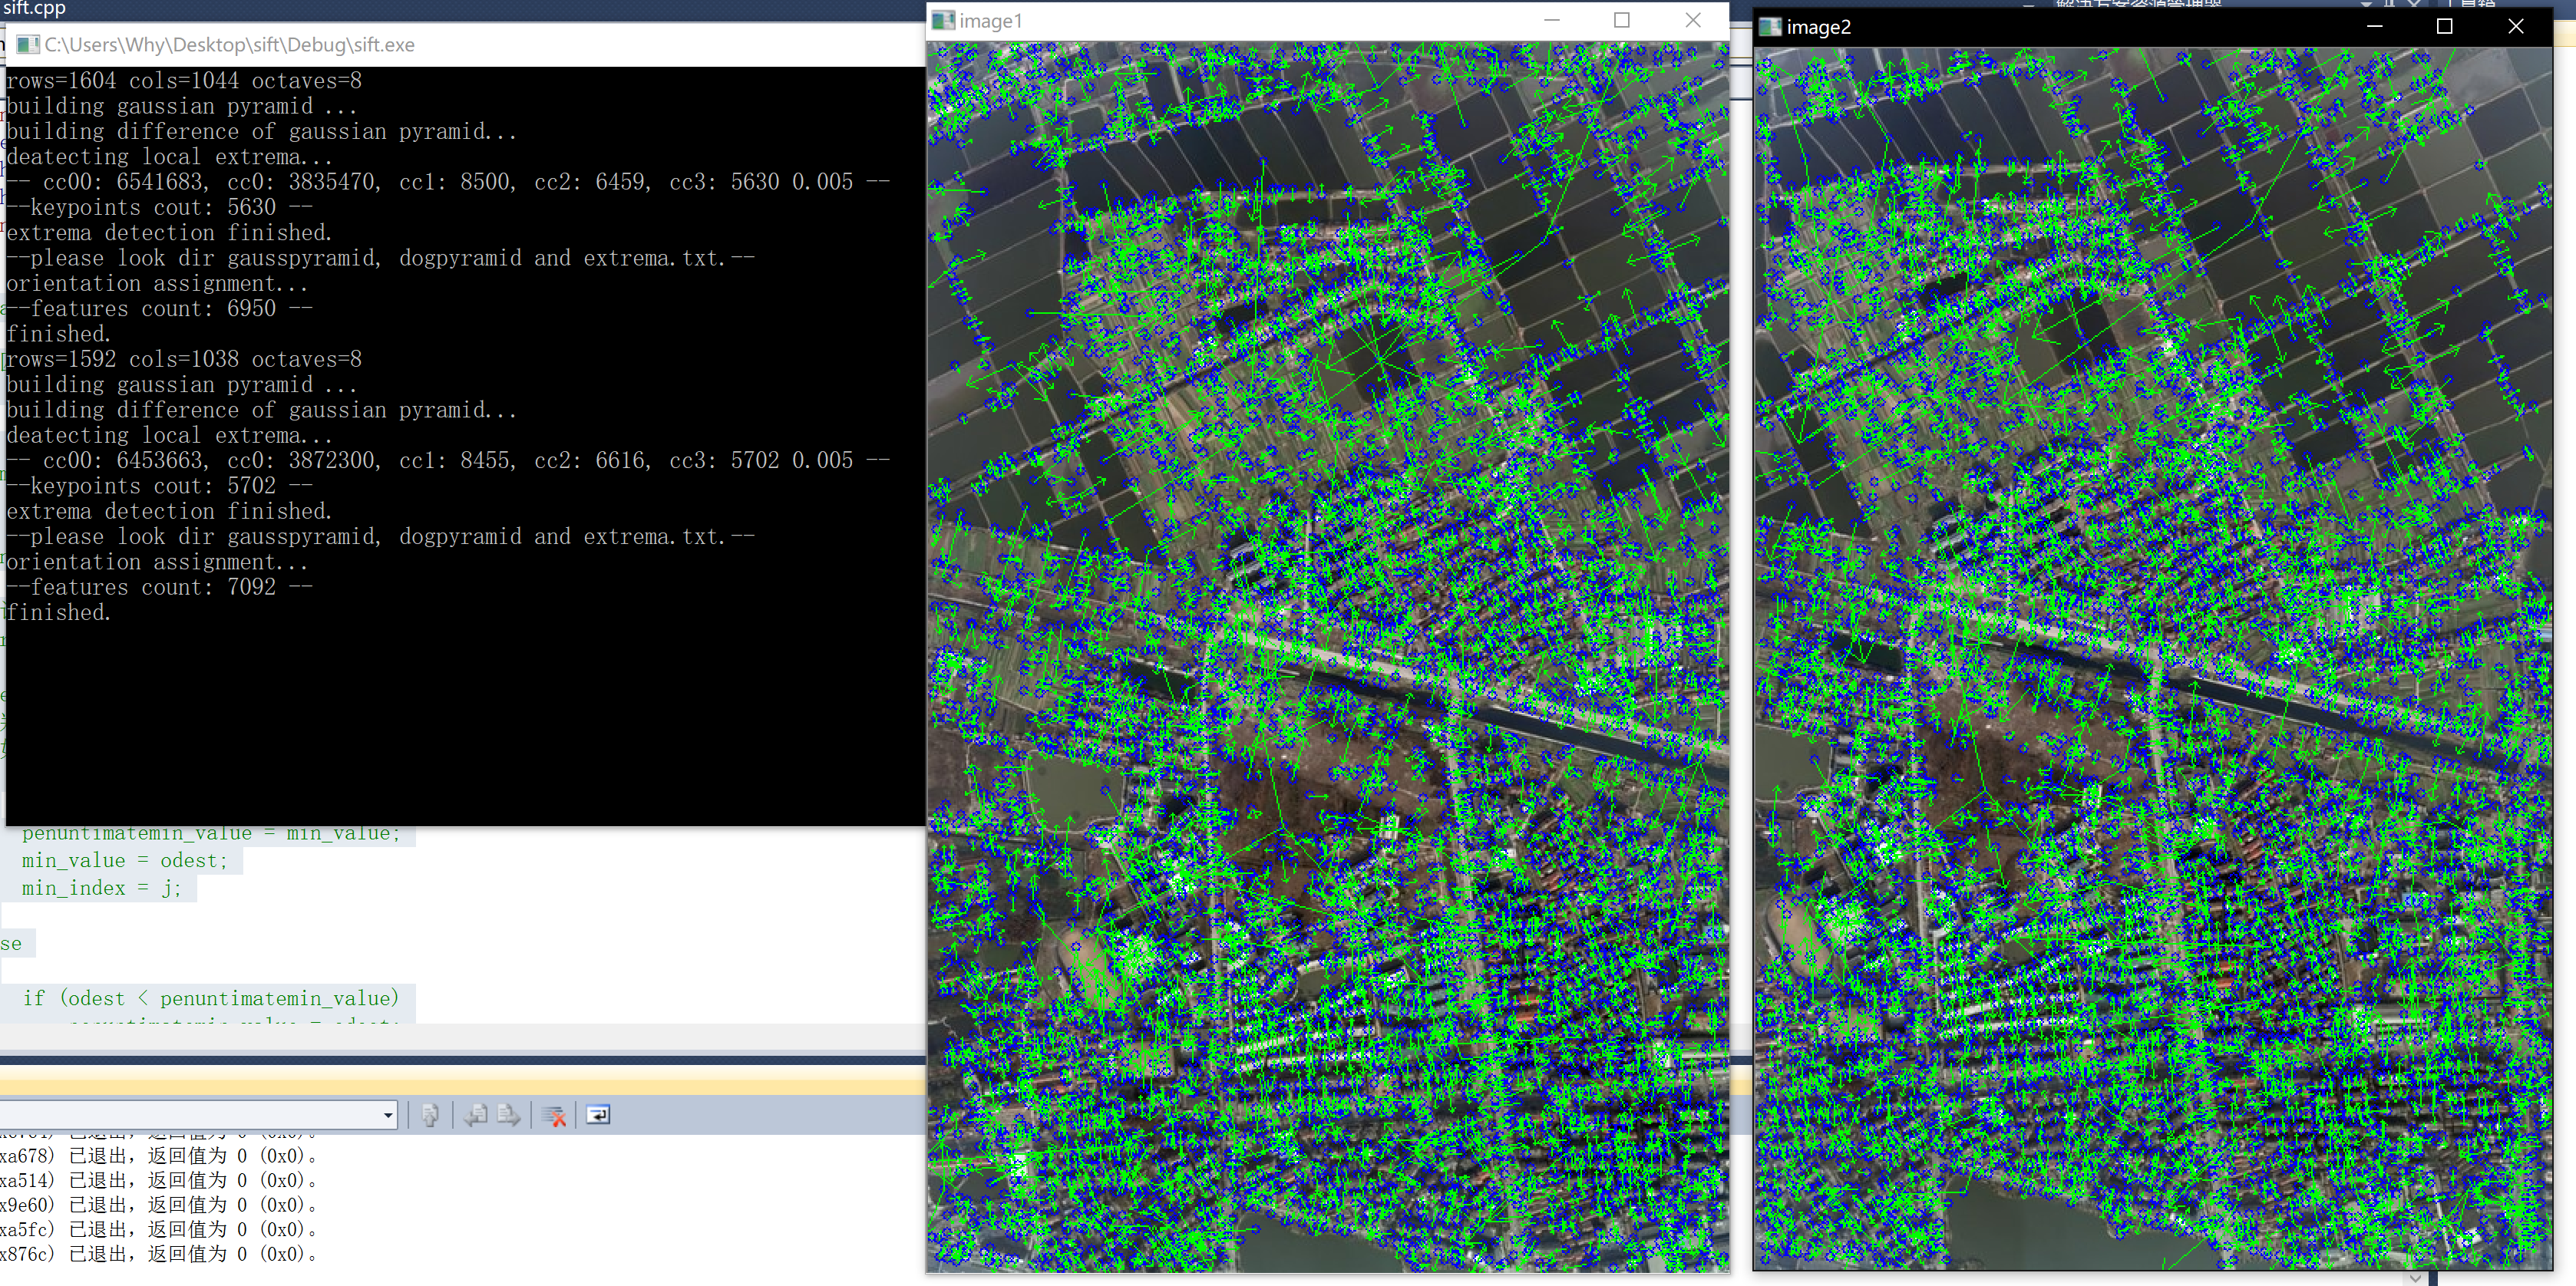 sift.cpp
C:\Users\Why\Desktop\sift\Debug\sift.exe
rows=1604 cols=1044 octaves=8
building gaussian pyramid ...
building difference of gaussian pyramid...
deatecting local extrema...
-- cc00: 6541683, cc0: 3835470, cc1: 8500, cc2: 6459, cc3: 5630 0.005 --
--keypoints cout: 5630 --
extrema detection finished.
--please look dir gausspyramid, dogpyramid and extrema.txt.--
orientation assignment...
--features count: 6950 --
finished.
rows=1592 cols=1038 octaves=8
building gaussian pyramid ...
building difference of gaussian pyramid...
deatecting local extrema...
-- cc00: 6453663, cc0: 3872300, cc1: 8455, cc2: 6616, cc3: 5702 0.005 --
--keypoints cout: 5702 --
extrema detection finished.
--please look dir gausspyramid, dogpyramid and extrema.txt.--
orientation assignment...
--features count: 7092 --
finished.
penuntimatemin_value = min_value;
min_value = odest;
min_index = j;
se
if (odest < penuntimatemin_value)
xa678) 已退出，返回值为 0 (0x0)。
xa514) 已退出，返回值为 0 (0x0)。
x9e60) 已退出，返回值为 0 (0x0)。
xa5fc) 已退出，返回值为 0 (0x0)。
x876c) 已退出，返回值为 0 (0x0)。
image1
image2